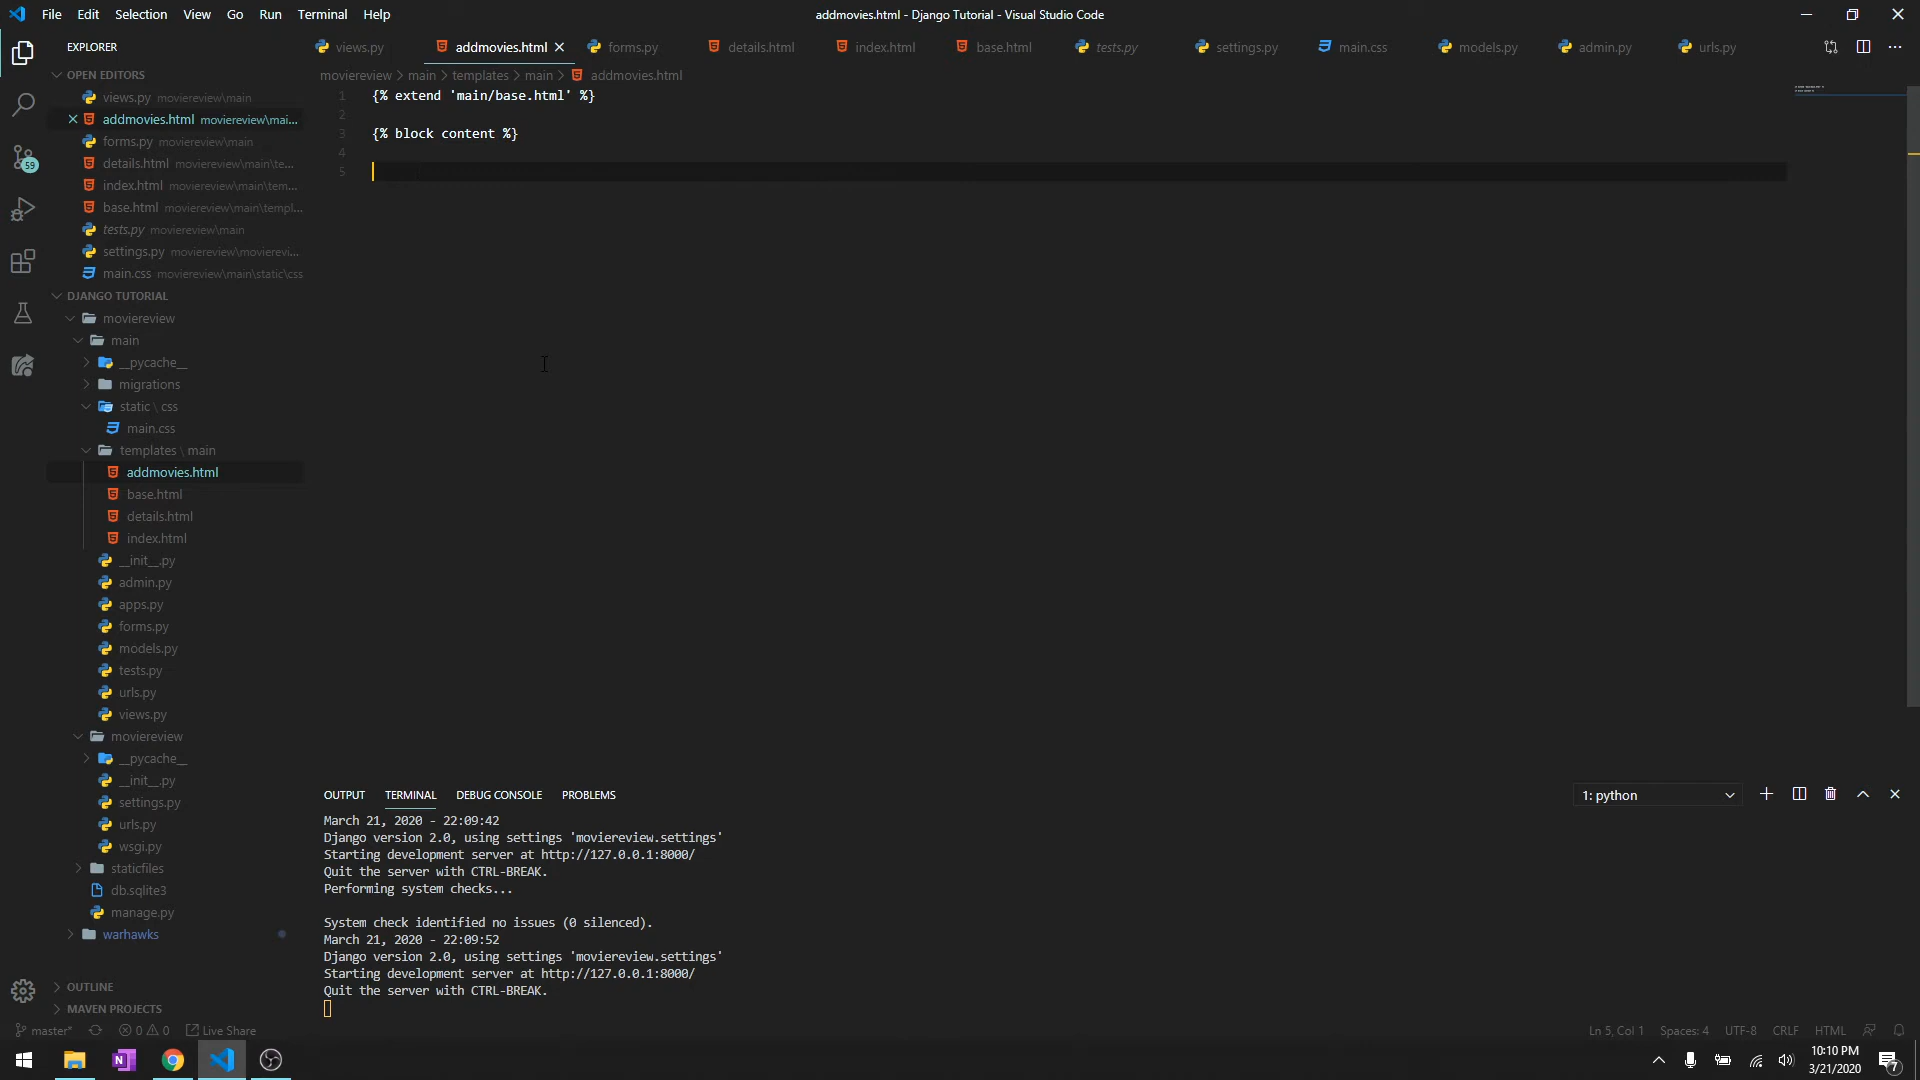 File Edit Selection View Go Run Terminal Help
addmovies.html - Django Tutorial - Visual Studio Code
EXPLORER
views.py addmovies.html forms.py details.html index.html base.html tests.py settings.py main.css models.py admin.py urls.py
OPEN EDITORS
moviereview > main > templates > main > addmovies.html
views.py moviereview\main
addmovies.html moviereview\mai...
forms.py moviereview\main
details.html moviereview\main\te...
index.html moviereview\main\tem...
base.html moviereview\main\templ...
tests.py moviereview\main
settings.py moviereview\movierevi...
main.css moviereview\main\static\css
1 {% extend 'main/base.html' %}
2
3 {% block content %}
4
5
DJANGO TUTORIAL
moviereview
main
__pycache__
migrations
static \ css
main.css
templates \ main
addmovies.html
base.html
details.html
index.html
__init__.py
admin.py
apps.py
forms.py
models.py
tests.py
urls.py
views.py
moviereview
__pycache__
__init__.py
settings.py
urls.py
wsgi.py
staticfiles
db.sqlite3
manage.py
warhawks
OUTLINE
MAVEN PROJECTS
59
OUTPUT TERMINAL DEBUG CONSOLE PROBLEMS
1: python
March 21, 2020 - 22:09:42
Django version 2.0, using settings 'moviereview.settings'
Starting development server at http://127.0.0.1:8000/
Quit the server with CTRL-BREAK.
Performing system checks...
System check identified no issues (0 silenced).
March 21, 2020 - 22:09:52
Django version 2.0, using settings 'moviereview.settings'
Starting development server at http://127.0.0.1:8000/
Quit the server with CTRL-BREAK.
master* 0 0 Live Share
Ln 5, Col 1 Spaces: 4 UTF-8 CRLF HTML
10:10 PM
3/21/2020
7